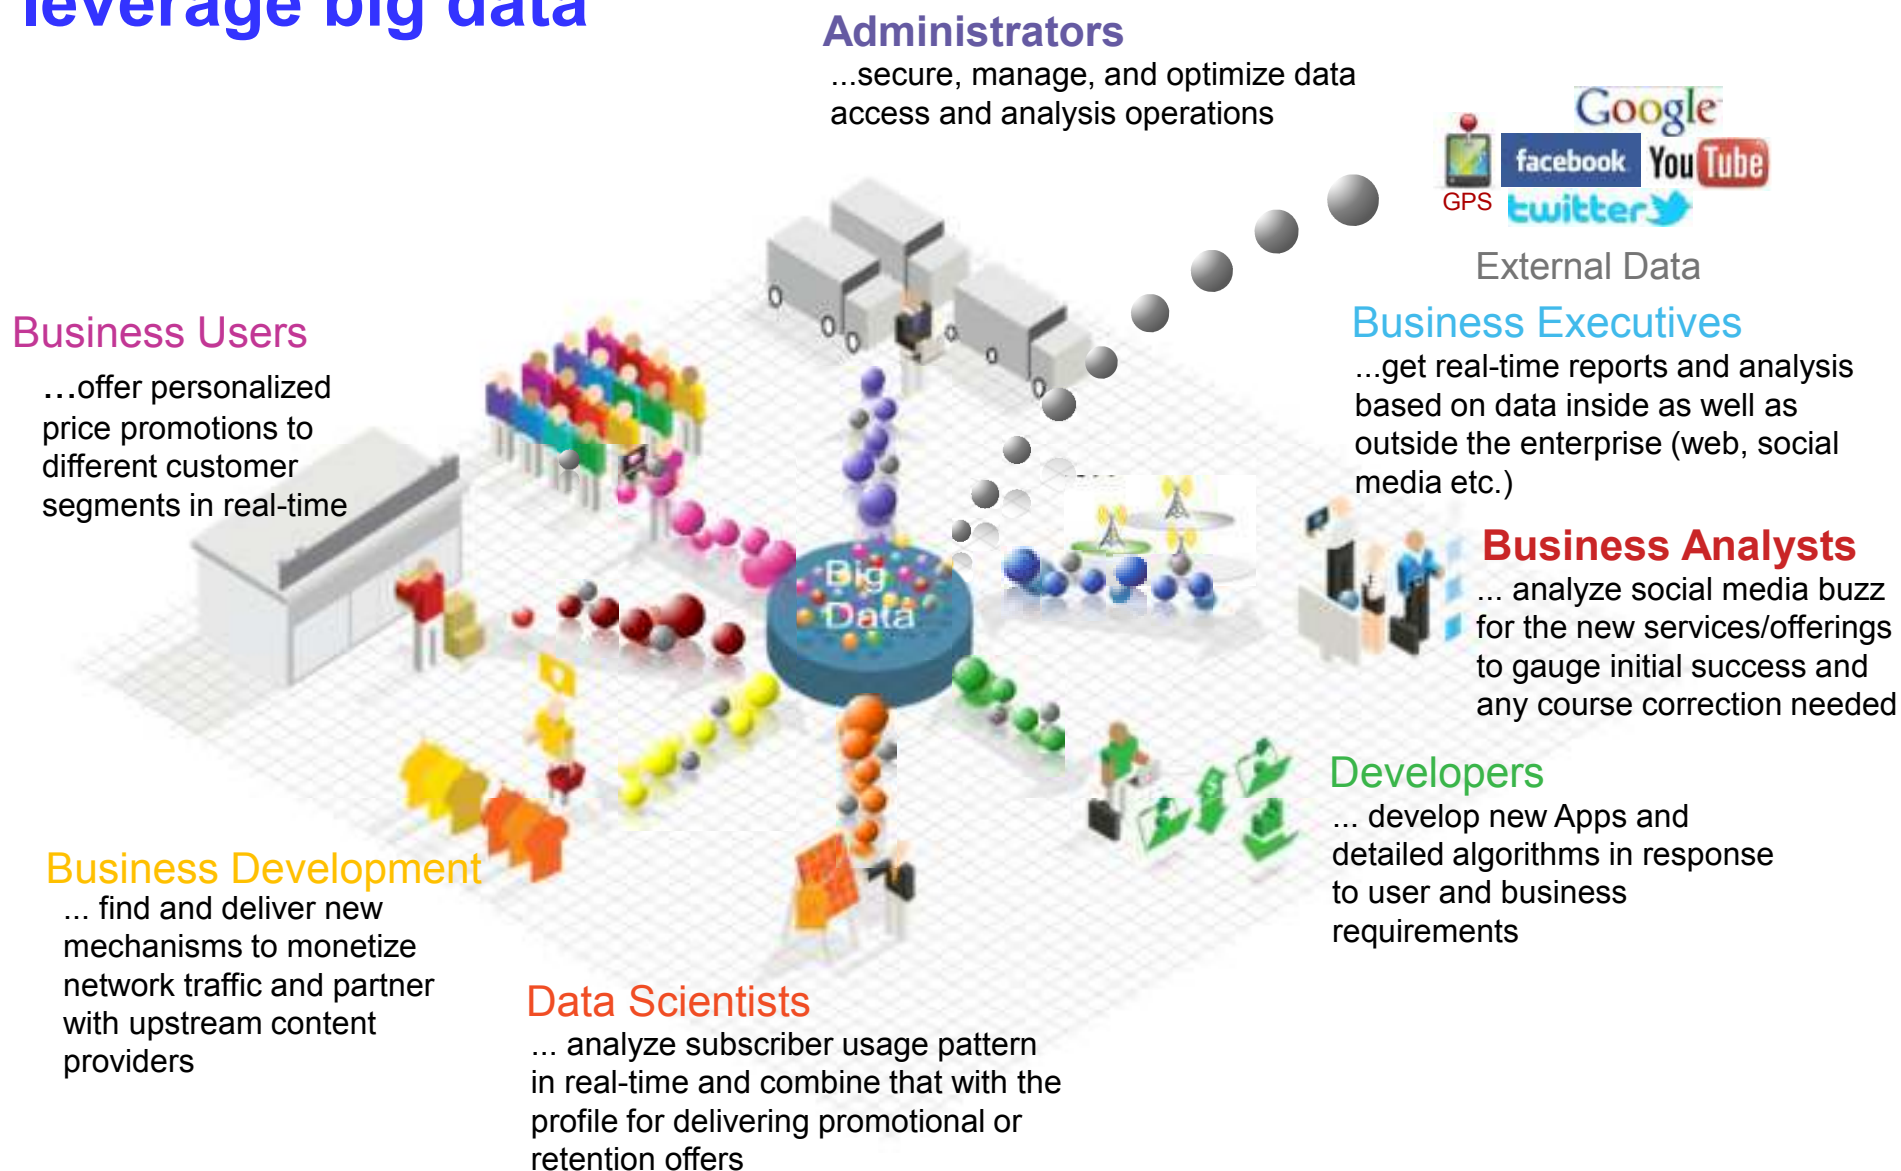 leverage big data
Administrators
...secure, manage, and optimize data
access and analysis operations
Google
facebook
You Tube
GPS
twitter
External Data
Business Users
...offer personalized
price promotions to
different customer
segments in real-time
Business Executives
...get real-time reports and analysis
based on data inside as well as
outside the enterprise (web, social
media etc.)
Business Analysts
... analyze social media buzz
for the new services/offerings
to gauge initial success and
any course correction needed
Big
Data
Developers
... develop new Apps and
detailed algorithms in response
to user and business
requirements
$
Business Development
... find and deliver new
mechanisms to monetize
network traffic and partner
with upstream content
providers
Data Scientists
... analyze subscriber usage pattern
in real-time and combine that with the
profile for delivering promotional or
retention offers